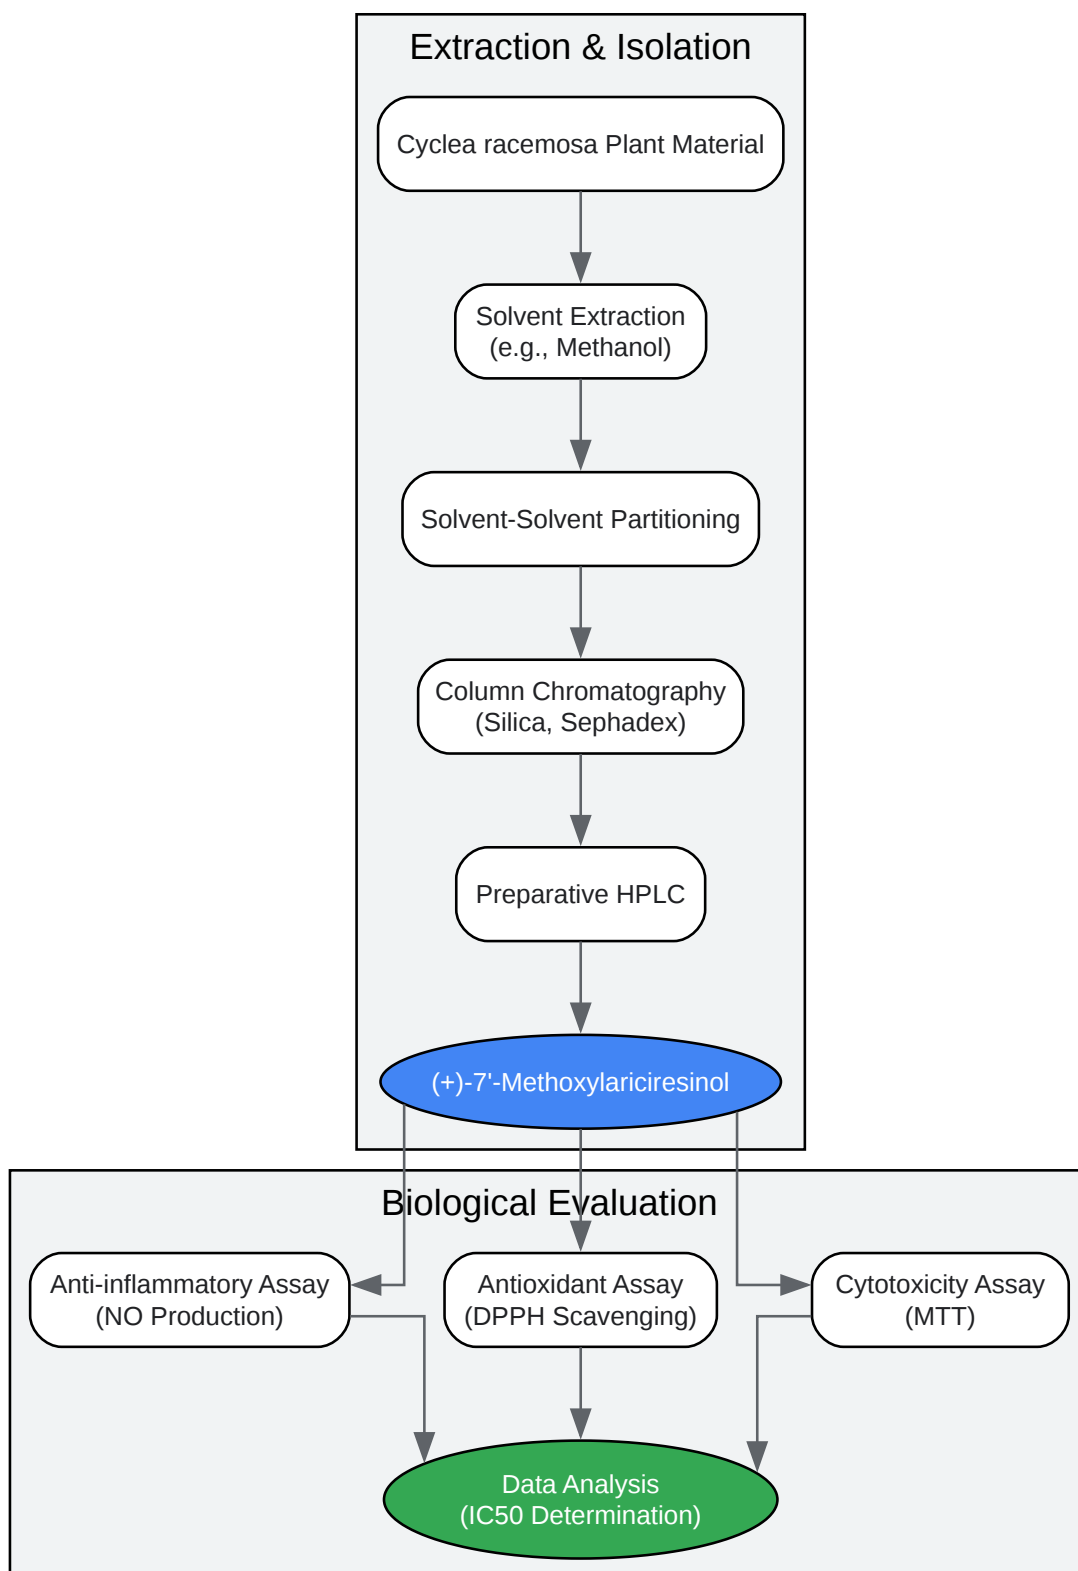 Extraction & Isolation
Cyclea racemosa Plant Material
Solvent Extraction
(e.g., Methanol)
Solvent-Solvent Partitioning
Column Chromatography
(Silica, Sephadex)
Preparative HPLC
(+)-7'-Methoxylariciresinol
Biological Evaluation
Anti-inflammatory Assay
(NO Production)
Antioxidant Assay
(DPPH Scavenging)
Cytotoxicity Assay
(MTT)
Data Analysis
(IC50 Determination)